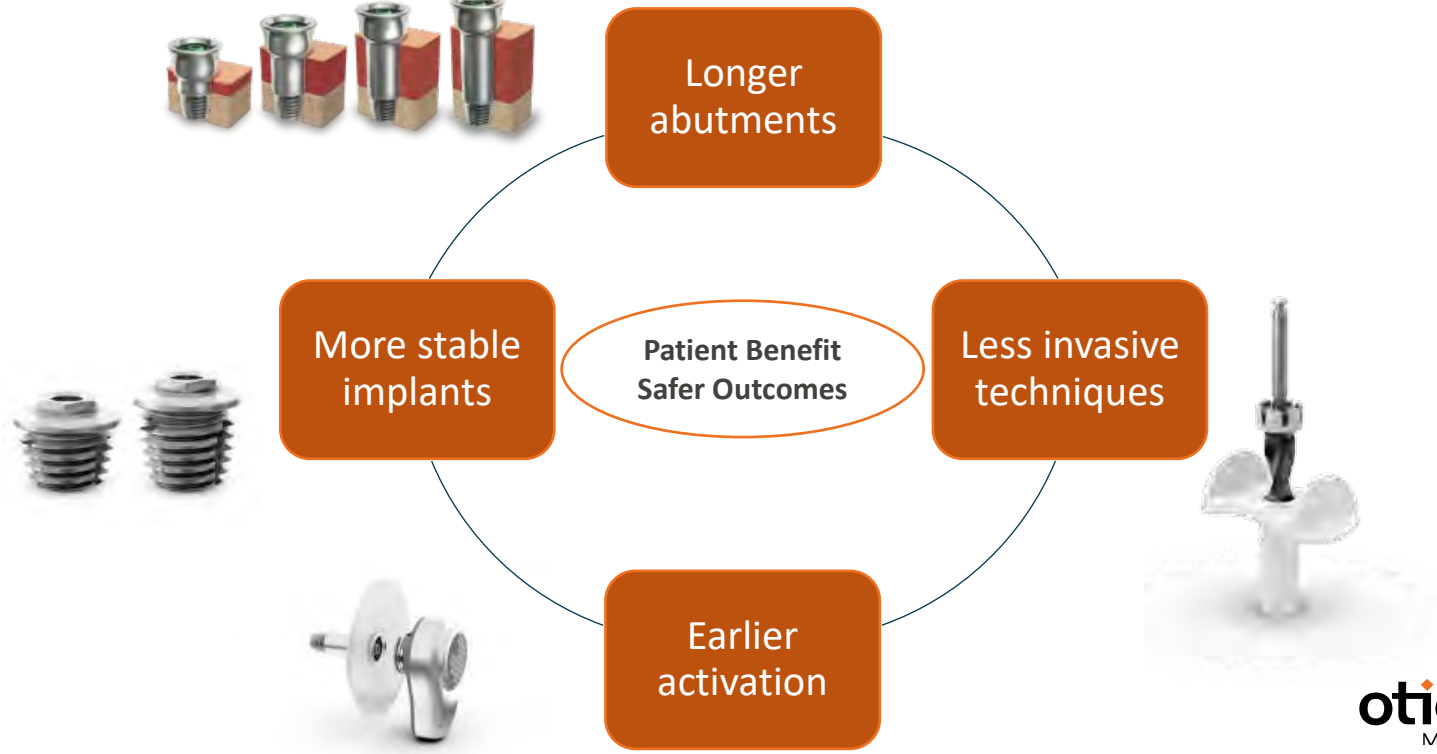 Longer
abutments
More stable
implants
Patient Benefit
Safer Outcomes
Less invasive
techniques
Earlier
activation